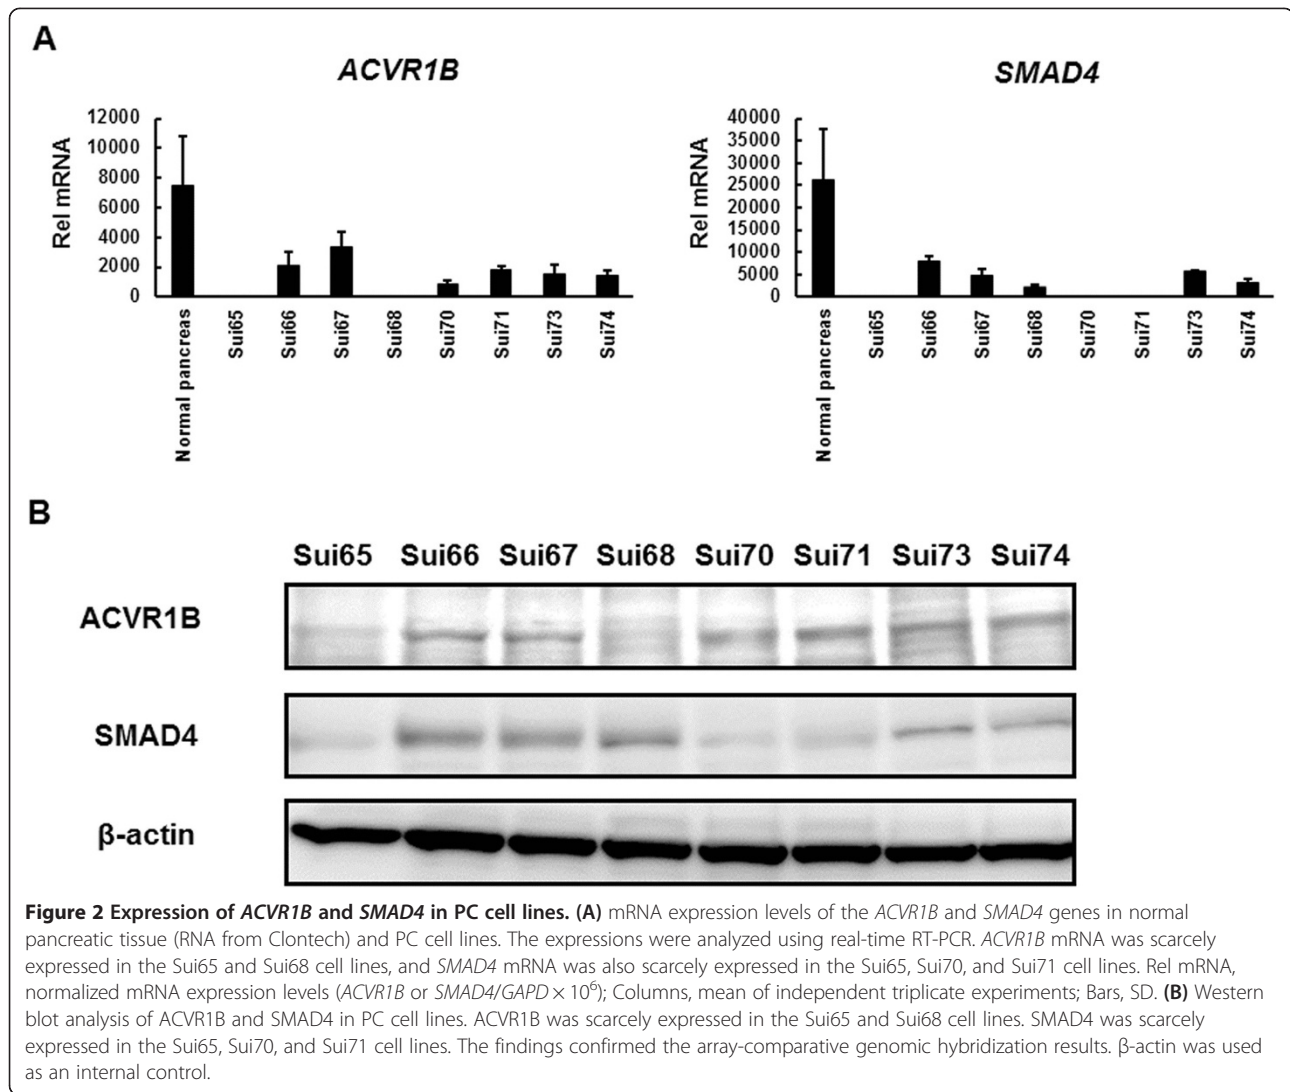 A
ACVR1B
SMAD4
Rel mRNA
12000
10000
8000
6000
4000
2000
0
Normal pancreas
Sui65
Sui66
Sui67
Sui68
Sui70
Sui71
Sui73
Sui74
Rel mRNA
40000
35000
30000
25000
20000
15000
10000
5000
0
Normal pancreas
Sui65
Sui66
Sui67
Sui68
Sui70
Sui71
Sui73
Sui74
B
Sui65 Sui66 Sui67 Sui68 Sui70 Sui71 Sui73 Sui74
ACVR1B
SMAD4
β-actin
Figure 2 Expression of ACVR1B and SMAD4 in PC cell lines. (A) mRNA expression levels of the ACVR1B and SMAD4 genes in normal
pancreatic tissue (RNA from Clontech) and PC cell lines. The expressions were analyzed using real-time RT-PCR. ACVR1B mRNA was scarcely
expressed in the Sui65 and Sui68 cell lines, and SMAD4 mRNA was also scarcely expressed in the Sui65, Sui70, and Sui71 cell lines. Rel mRNA,
normalized mRNA expression levels (ACVR1B or SMAD4/GAPD × 10⁶); Columns, mean of independent triplicate experiments; Bars, SD. (B) Western
blot analysis of ACVR1B and SMAD4 in PC cell lines. ACVR1B was scarcely expressed in the Sui65 and Sui68 cell lines. SMAD4 was scarcely
expressed in the Sui65, Sui70, and Sui71 cell lines. The findings confirmed the array-comparative genomic hybridization results. β-actin was used
as an internal control.